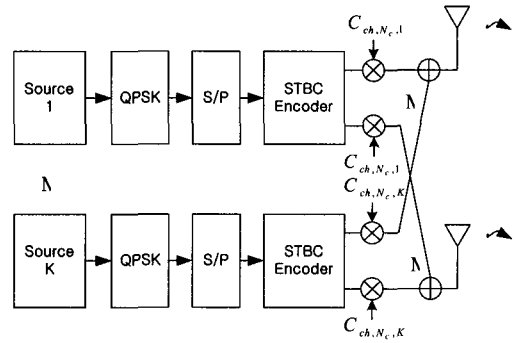 C_{ch,N_c,1}
Source 1
QPSK
S/P
STBC Encoder
N
C_{ch,N_c,1}
N
C_{ch,N_c,K}
Source K
QPSK
S/P
STBC Encoder
N
C_{ch,N_c,K}